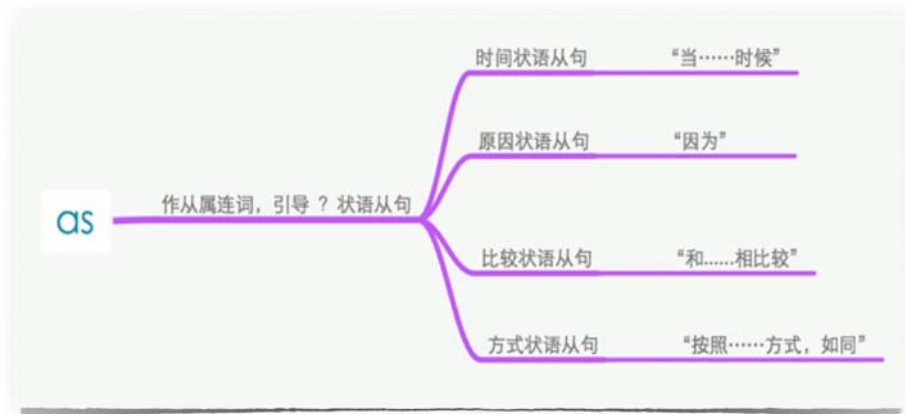 时间状语从句 “当……时候”
原因状语从句 “因为”
as 作从属连词，引导 ？状语从句
比较状语从句 “和......相比较”
方式状语从句 “按照……方式，如同”